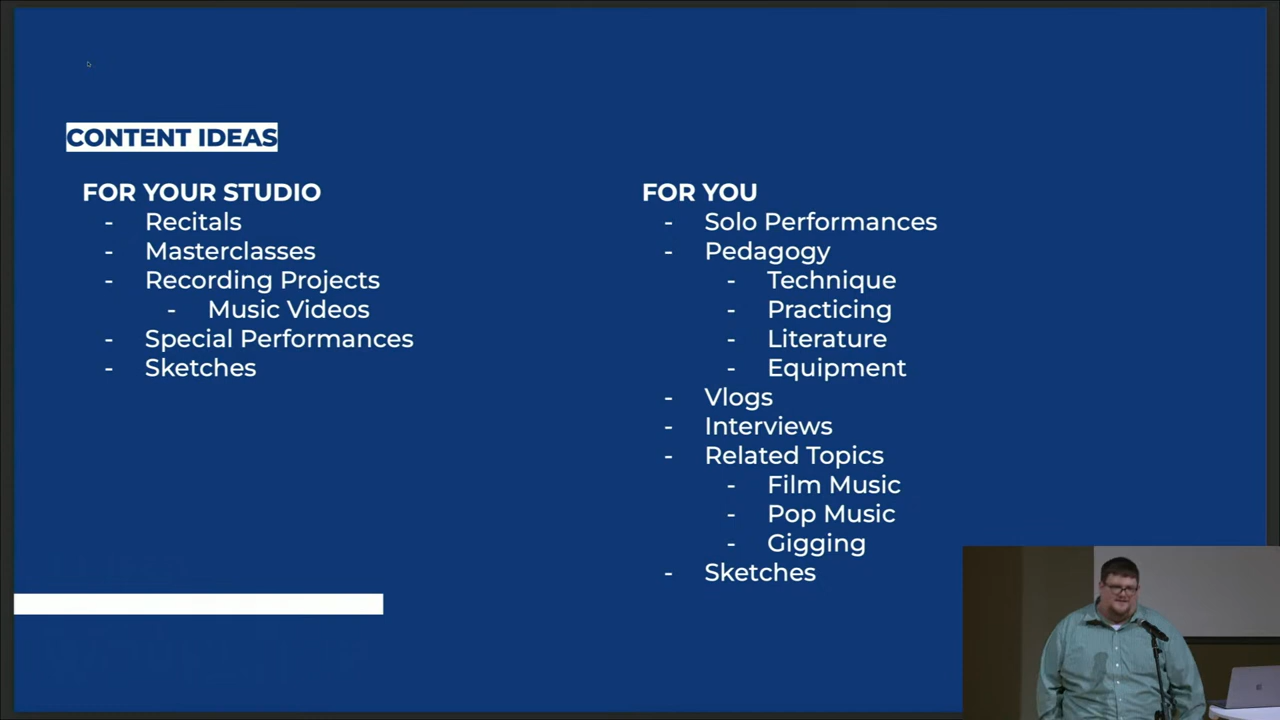 CONTENT IDEAS
FOR YOUR STUDIO
- Recitals
- Masterclasses
- Recording Projects
- Music Videos
- Special Performances
- Sketches
FOR YOU
- Solo Performances
- Pedagogy
- Technique
- Practicing
- Literature
- Equipment
- Vlogs
- Interviews
- Related Topics
- Film Music
- Pop Music
- Gigging
- Sketches